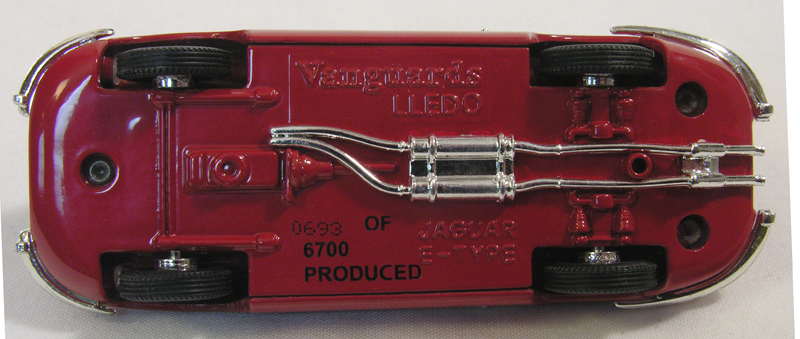 Vanguards
LLEDO
0693 OF
6700
PRODUCED
JAGUAR
E-TYPE